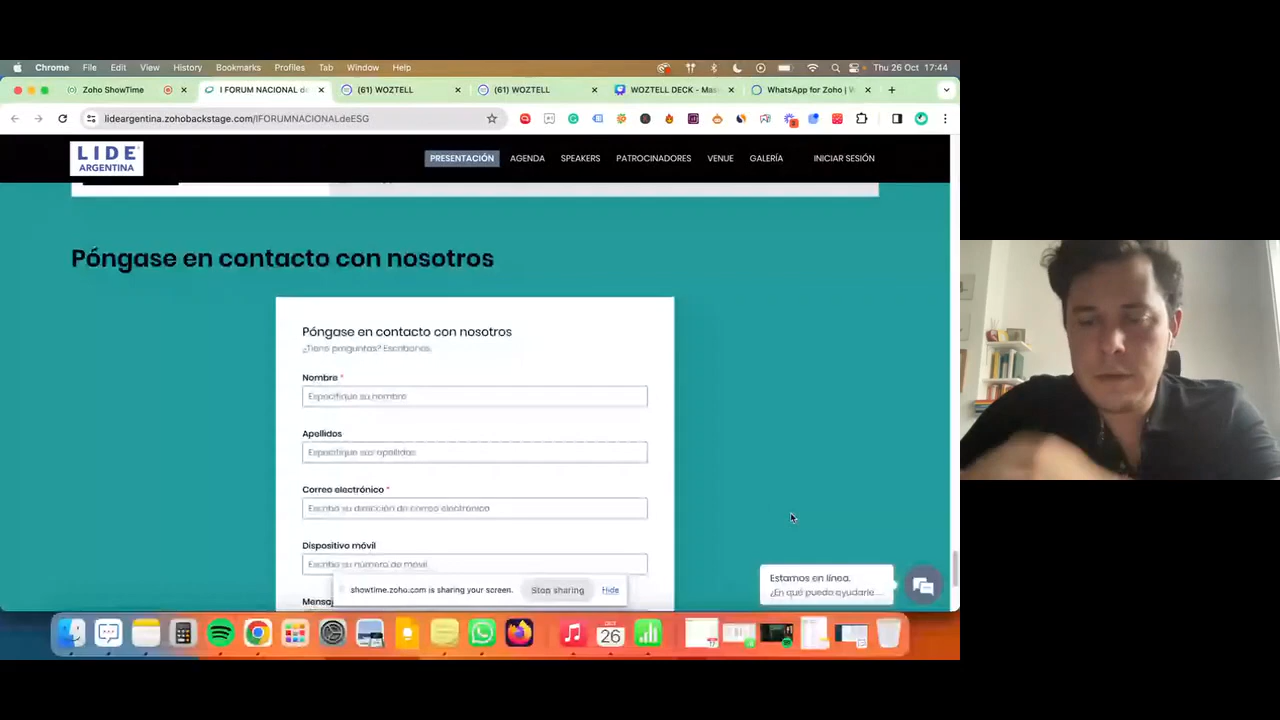 Chrome File Edit View History Bookmarks Profiles Tab Window Help Thu 26 Oct 17:44
Zoho ShowTime I FORUM NACIONAL de (61) WOZTELL (61) WOZTELL WOZTELL DECK - Mas WhatsApp for Zoho | W
lideargentina.zohobackstage.com/IFORUMNACIONALdeESG
LIDE
ARGENTINA
PRESENTACIÓN AGENDA SPEAKERS PATROCINADORES VENUE GALERÍA INICIAR SESIÓN
Póngase en contacto con nosotros
Póngase en contacto con nosotros
¿Tiene preguntas? Escríbanos.
Nombre *
Especifique su nombre
Apellidos
Especifique sus apellidos
Correo electrónico *
Escriba su dirección de correo electrónico
Dispositivo móvil
Escriba su número de móvil
Estamos en línea.
¿En qué puedo ayudarle ...
showtime.zoho.com is sharing your screen. Stop sharing Hide
Mensaj
26